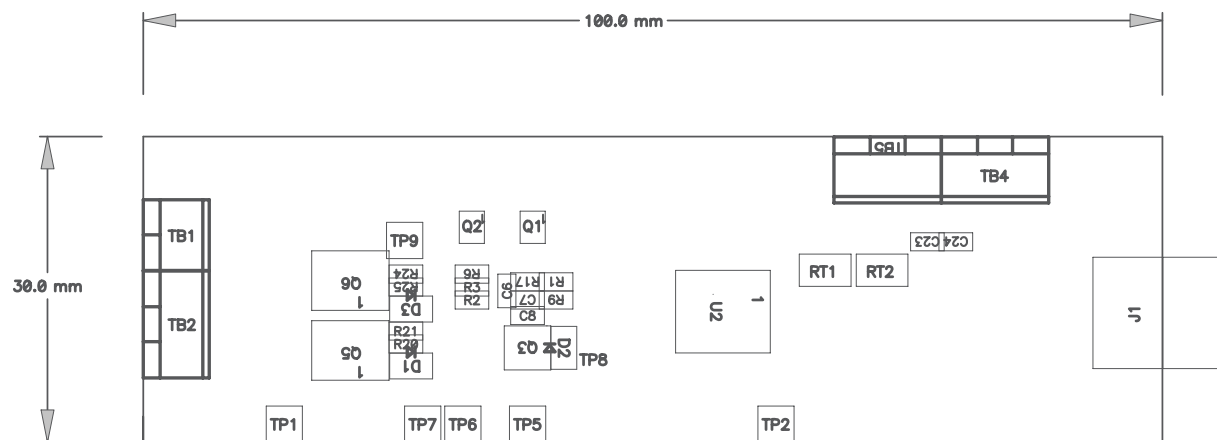 100.0 mm
30.0 mm
TB5
TB4
TB1
TB2
Q2
Q1
TP9
C23
C24
R24
R25
R6
R3
R2
C6
R17
R1
C7
R9
C8
RT1
RT2
Q6
1
D3
U2
1
J1
R21
R20
Q5
1
D1
Q3
D2
TP8
TP1
TP7
TP6
TP5
TP2